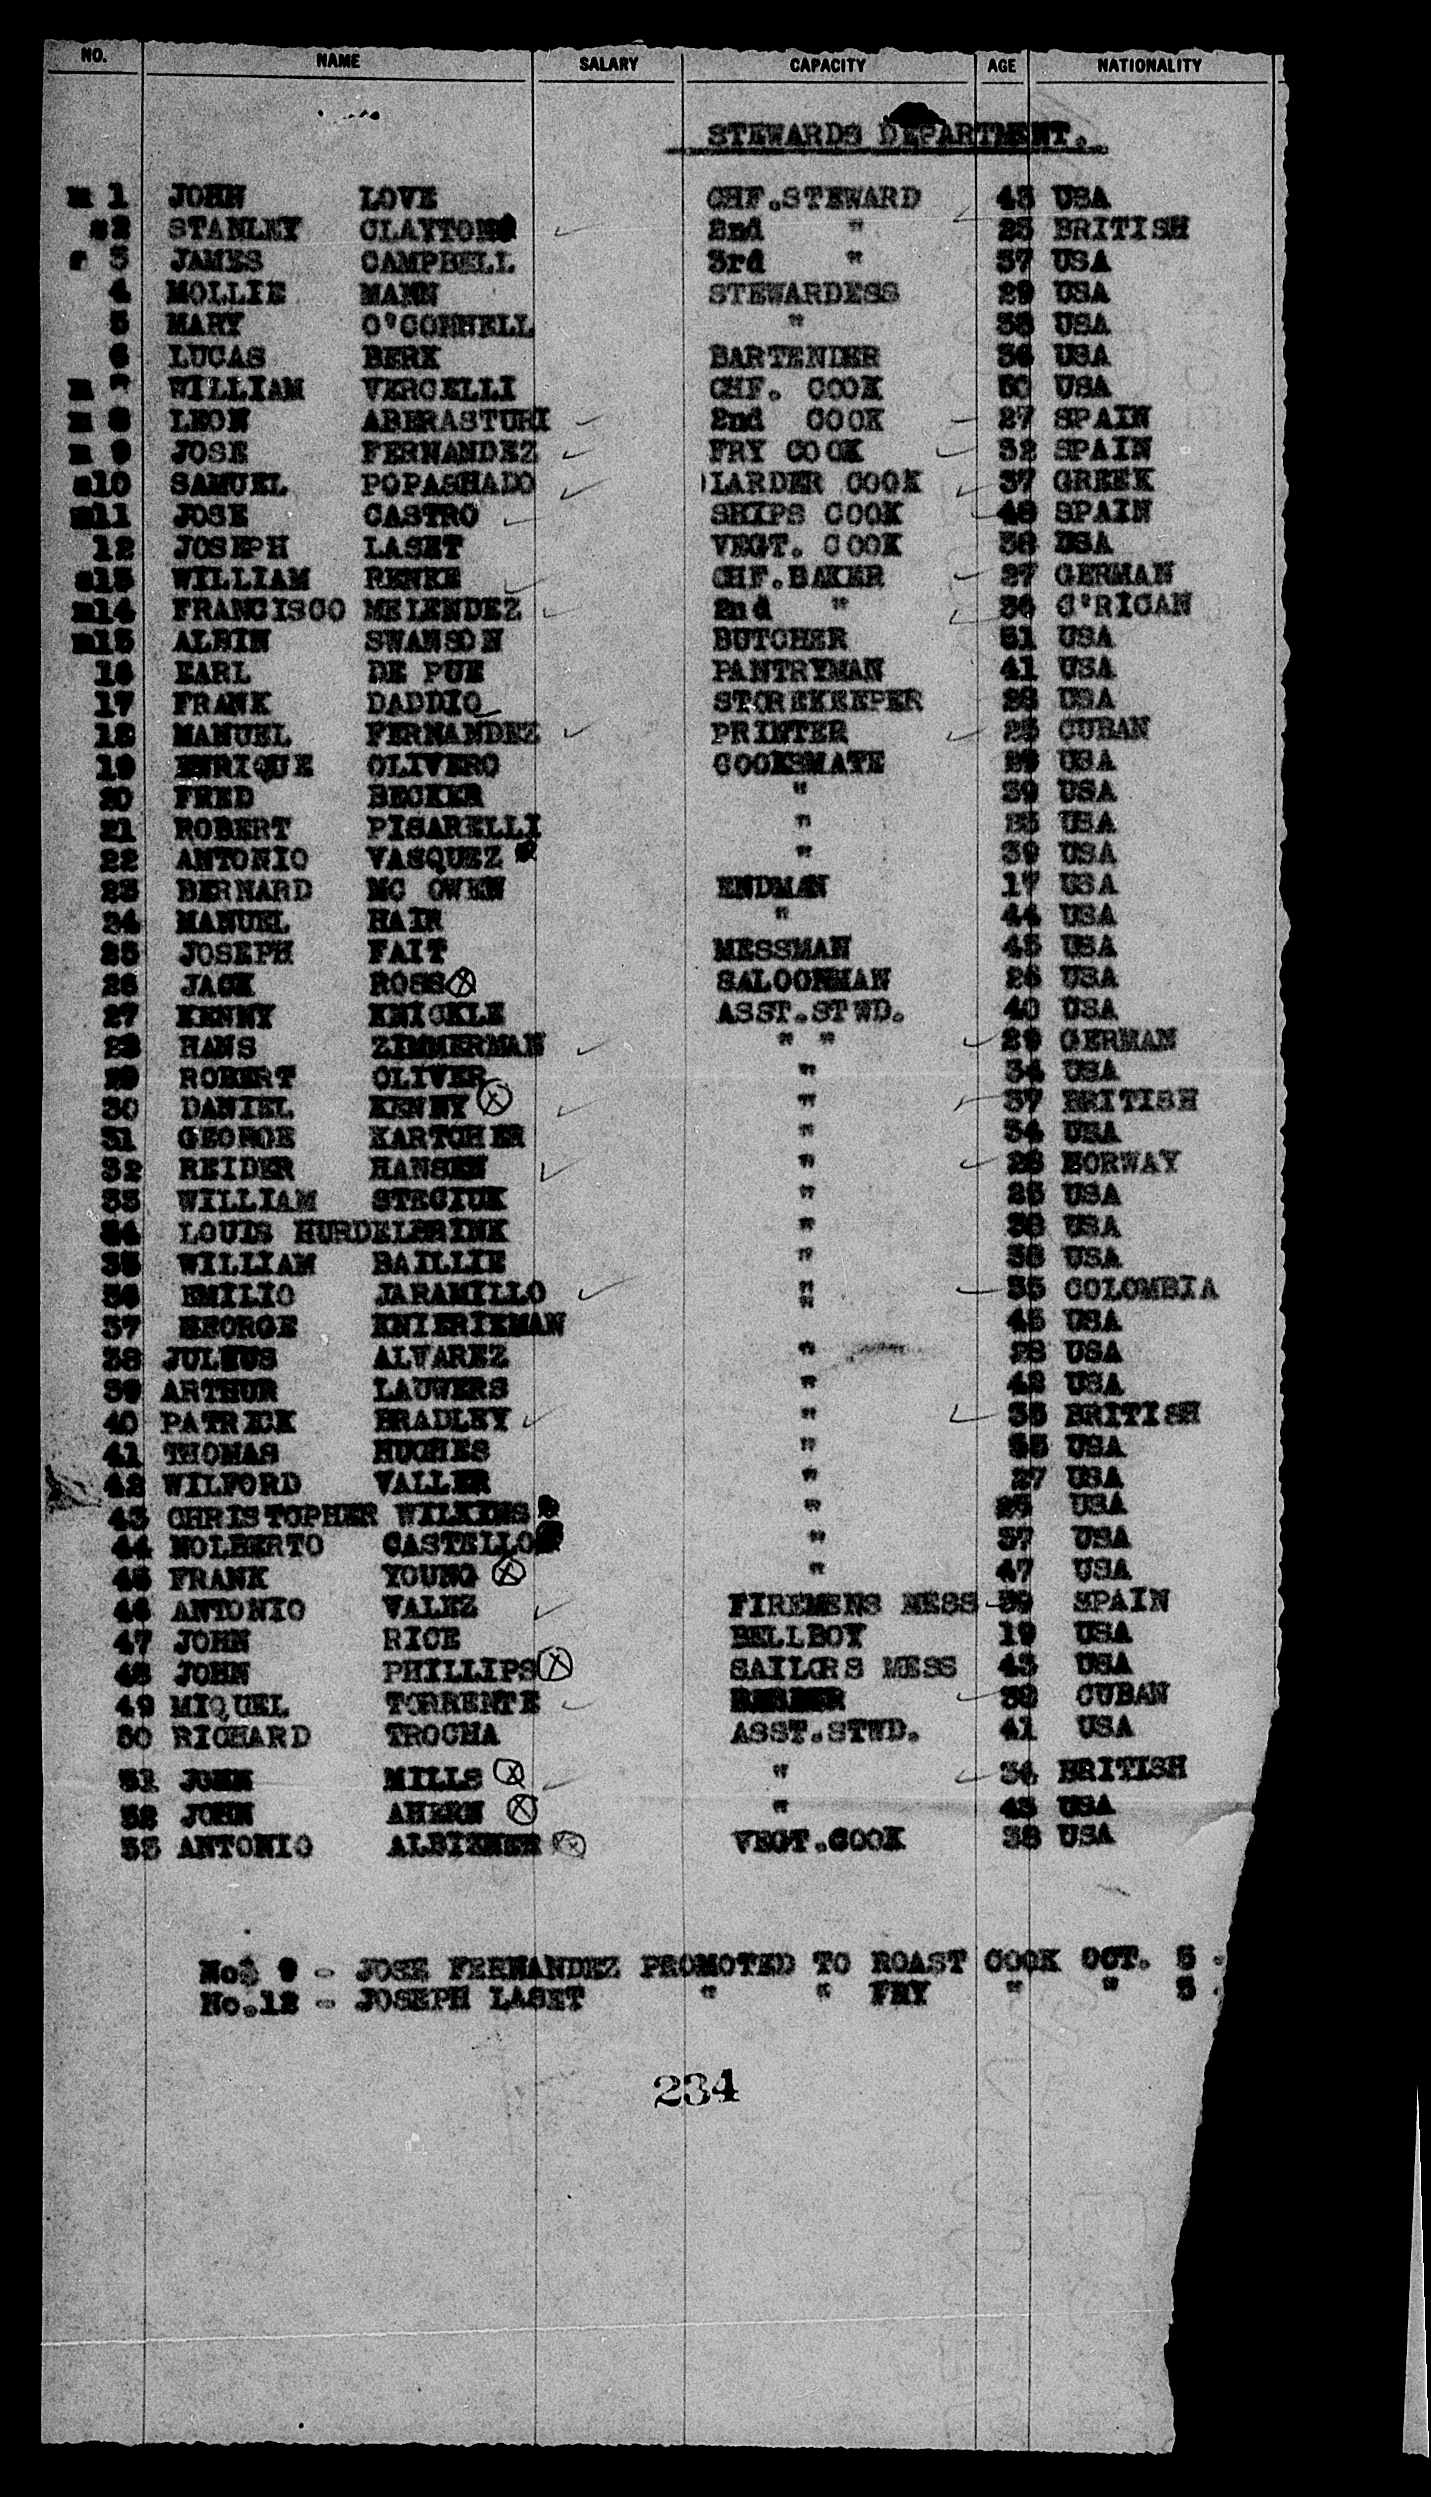 NO. NAME SALARY CAPACITY AGE NATIONALITY
STEWARDS DEPARTMENT.
m 1 JOHN LOVE CHF.STEWARD 43 USA
2 STANLEY CLAYTON 2nd " 25 BRITISH
3 JAMES CAMPBELL 3rd " 37 USA
4 MOLLIE MANN STEWARDESS 29 USA
5 MARY O'CONNELL " USA
6 LUCAS BERK BARTENDER 36 USA
m 7 WILLIAM VERCELLI CHF. COOK 50 USA
m 8 LEON ABERASTURI 2nd COOK 27 SPAIN
m 9 JOSE FERNANDEZ FRY COOK 32 SPAIN
10 SAMUEL POPASHADO LARDER COOK 37 GREEK
m11 JOSE CASTRO SHIPS COOK 48 SPAIN
12 JOSEPH LASET VEGT. COOK USA
13 WILLIAM RENKE CHF.BAKER 27 GERMAN
m14 FRANCISCO MELENDEZ 2nd " 36 C'RICAN
m15 ALBIN SWANSON BUTCHER 51 USA
16 EARL DE PUE PANTRYMAN 41 USA
17 FRANK DADDIO STOREKEEPER 28 USA
18 MANUEL FERNANDEZ PRINTER 25 CUBAN
19 ENRIQUE OLIVERO COOKSMATE 29 USA
20 FRED BECKER " 39 USA
21 ROBERT PISARELLI " USA
22 ANTONIO VASQUEZ " 39 USA
23 BERNARD MC OWEN ENDMAN 17 USA
24 MANUEL HAIR " 44 USA
25 JOSEPH FAIT MESSMAN 45 USA
26 JACK ROSS X SALOONMAN 26 USA
27 KENNY KNICKLE ASST.STWD. 40 USA
28 HANS ZIMMERMAN " " 29 GERMAN
29 ROBERT OLIVER " 34 USA
30 DANIEL KENNY X " 37 BRITISH
31 GEORGE KARTCHER " 34 USA
32 REIDER HANSEN " 28 NORWAY
33 WILLIAM STECIUK " 25 USA
34 LOUIS HURDELBRINK " 38 USA
35 WILLIAM BAILLIE " 38 USA
36 EMILIO JARAMILLO " 35 COLOMBIA
37 GEORGE KNIERIEMAN " 45 USA
38 JULIUS ALVAREZ " 28 USA
39 ARTHUR LAUWERS " 42 USA
40 PATRICK BRADLEY " 35 BRITISH
41 THOMAS HUGHES " 35 USA
42 WILFORD VALLER " 27 USA
43 CHRISTOPHER WILKINS " 25 USA
44 NOLBERTO CASTELLO " 37 USA
45 FRANK YOUNG X " 47 USA
46 ANTONIO VALEZ FIREMENS MESS 39 SPAIN
47 JOHN RICE BELLBOY 19 USA
48 JOHN PHILLIPS X SAILORS MESS 43 USA
49 MIQUEL TORRENTE 38 CUBAN
50 RICHARD TROCHA ASST.STWD. 41 USA
51 JOHN MILLS X " 34 BRITISH
52 JOHN AHERN X " 43 USA
53 ANTONIO X VEGT.COOK 38 USA
No. 9 - JOSE FERNANDEZ PROMOTED TO ROAST COOK OCT. 5
No.12 - JOSEPH LASET " " FRY " " 5
234